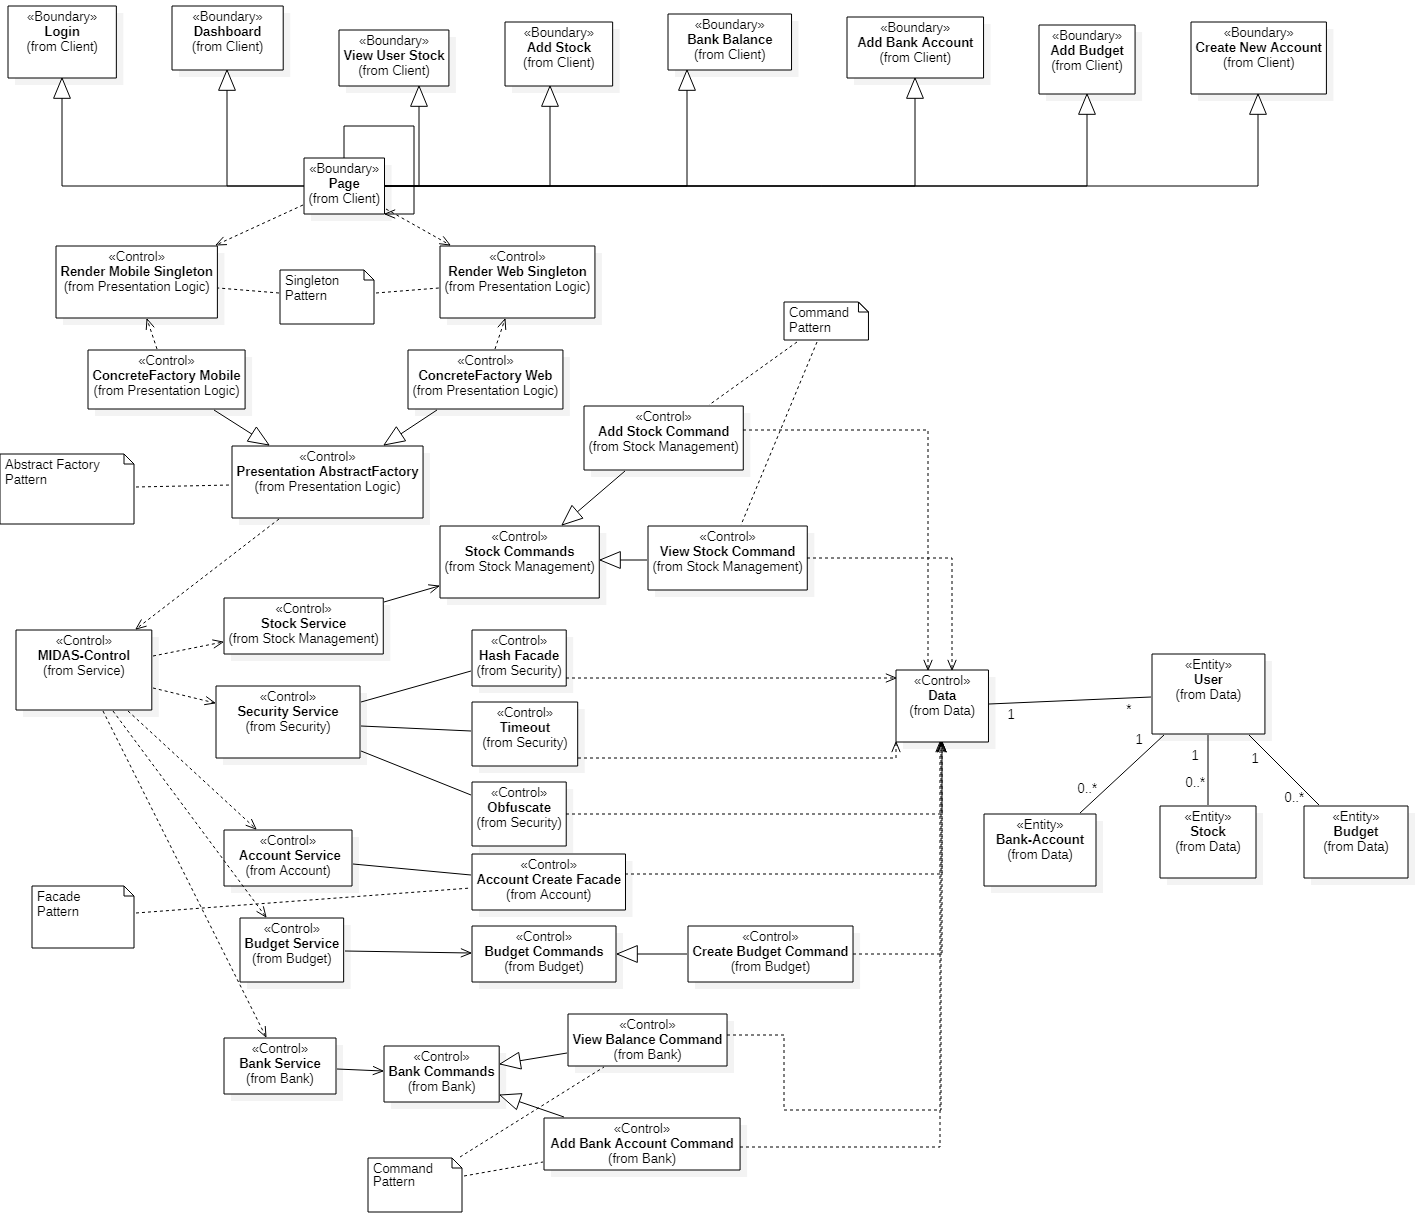 «Boundary»
Login
(from Client)
«Boundary»
Dashboard
(from Client)
«Boundary»
View User Stock
(from Client)
«Boundary»
Add Stock
(from Client)
«Boundary»
Bank Balance
(from Client)
«Boundary»
Add Bank Account
(from Client)
«Boundary»
Add Budget
(from Client)
«Boundary»
Create New Account
(from Client)
«Boundary»
Page
(from Client)
«Control»
Render Mobile Singleton
(from Presentation Logic)
Singleton
Pattern
«Control»
Render Web Singleton
(from Presentation Logic)
Command
Pattern
«Control»
ConcreteFactory Mobile
(from Presentation Logic)
«Control»
ConcreteFactory Web
(from Presentation Logic)
«Control»
Add Stock Command
(from Stock Management)
Abstract Factory
Pattern
«Control»
Presentation AbstractFactory
(from Presentation Logic)
«Control»
Stock Commands
(from Stock Management)
«Control»
View Stock Command
(from Stock Management)
«Control»
Stock Service
(from Stock Management)
«Control»
MIDAS-Control
(from Service)
«Control»
Hash Facade
(from Security)
«Control»
Security Service
(from Security)
«Control»
Timeout
(from Security)
«Control»
Data
(from Data)
1
*
«Entity»
User
(from Data)
1
1
1
0..*
0..*
0..*
«Control»
Obfuscate
(from Security)
«Entity»
Bank-Account
(from Data)
«Entity»
Stock
(from Data)
«Entity»
Budget
(from Data)
«Control»
Account Service
(from Account)
«Control»
Account Create Facade
(from Account)
Facade
Pattern
«Control»
Budget Service
(from Budget)
«Control»
Budget Commands
(from Budget)
«Control»
Create Budget Command
(from Budget)
«Control»
View Balance Command
(from Bank)
«Control»
Bank Service
(from Bank)
«Control»
Bank Commands
(from Bank)
«Control»
Add Bank Account Command
(from Bank)
Command
Pattern